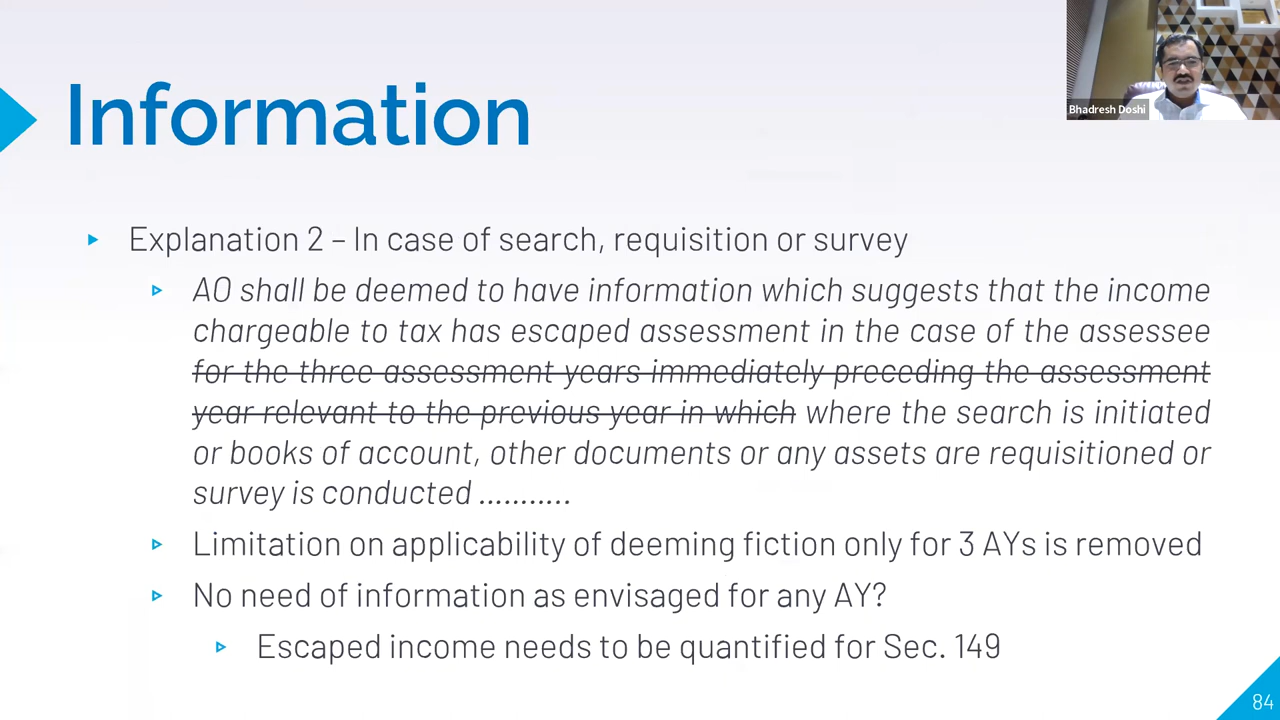 Information
Bhadresh Doshi
Explanation 2 – In case of search, requisition or survey
AO shall be deemed to have information which suggests that the income
chargeable to tax has escaped assessment in the case of the assessee
for the three assessment years immediately preceding the assessment
year relevant to the previous year in which where the search is initiated
or books of account, other documents or any assets are requisitioned or
survey is conducted ………..
Limitation on applicability of deeming fiction only for 3 AYs is removed
No need of information as envisaged for any AY?
Escaped income needs to be quantified for Sec. 149
84